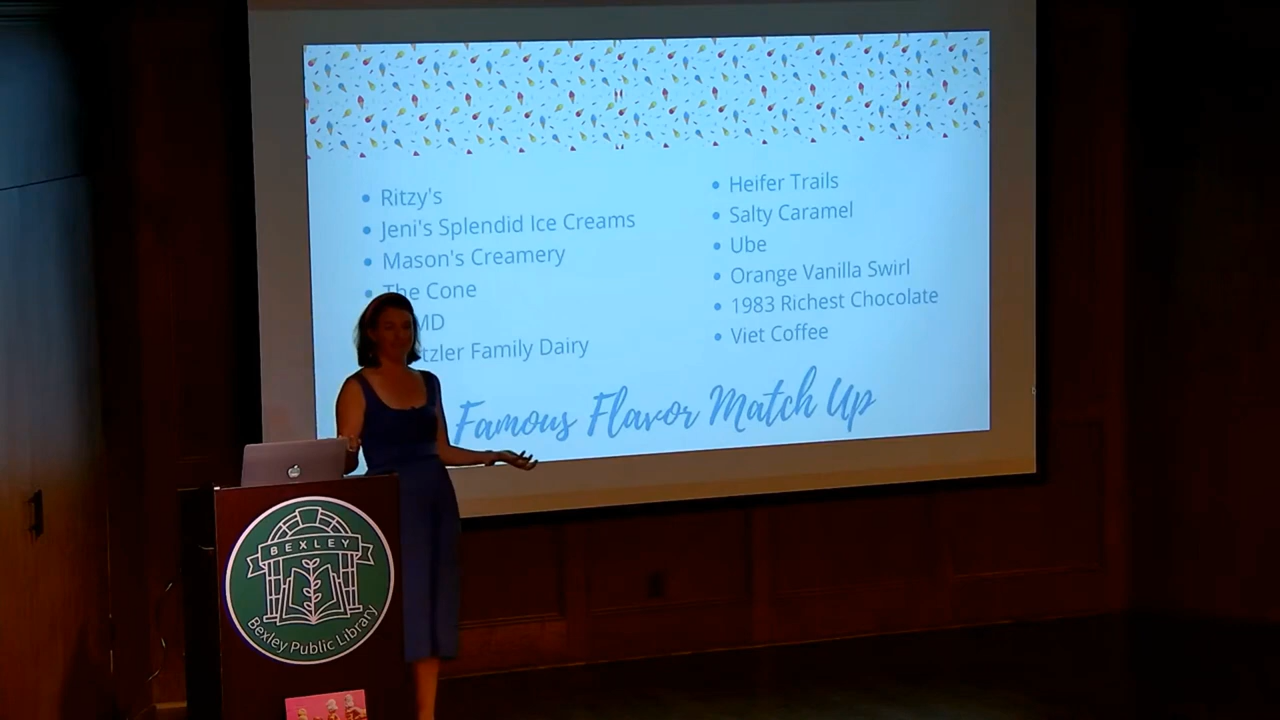 Ritzy's
Jeni's Splendid Ice Creams
Mason's Creamery
The Cone
Family Dairy
Heifer Trails
Salty Caramel
Ube
Orange Vanilla Swirl
1983 Richest Chocolate
Viet Coffee
Famous Flavor Match Up
BEXLEY
Bexley Public Library